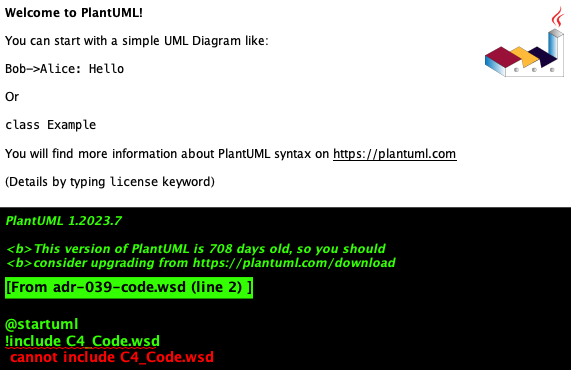 Welcome to PlantUML!
You can start with a simple UML Diagram like:
Bob->Alice: Hello
Or
class Example
You will find more information about PlantUML syntax on https://plantuml.com
(Details by typing license keyword)
PlantUML 1.2023.7
<b>This version of PlantUML is 708 days old, so you should
<b>consider upgrading from https://plantuml.com/download
[From adr-039-code.wsd (line 2) ]
@startuml
!include C4_Code.wsd
cannot include C4_Code.wsd